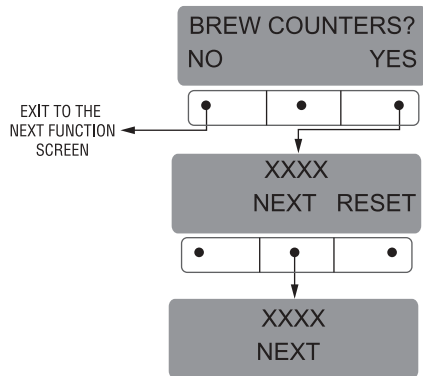 BREW COUNTERS?
NO YES
EXIT TO THE
NEXT FUNCTION
SCREEN
XXXX
NEXT RESET
XXXX
NEXT